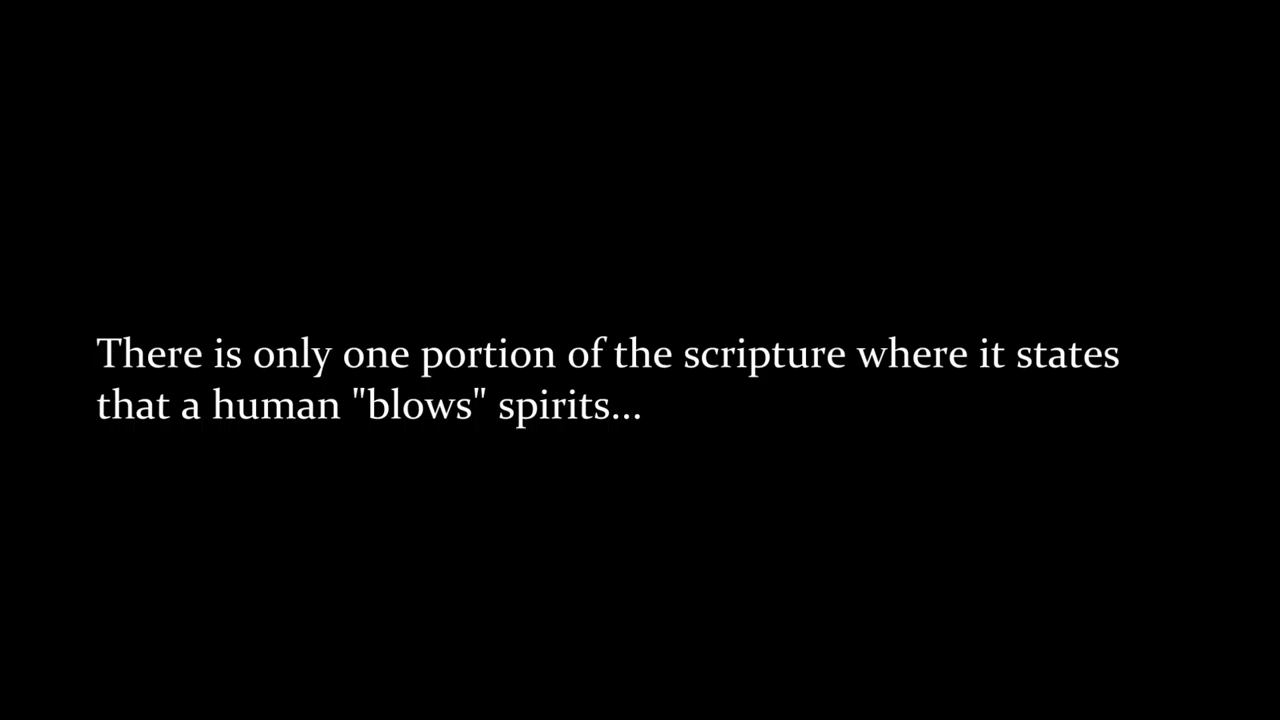 There is only one portion of the scripture where it states
that a human "blows" spirits...